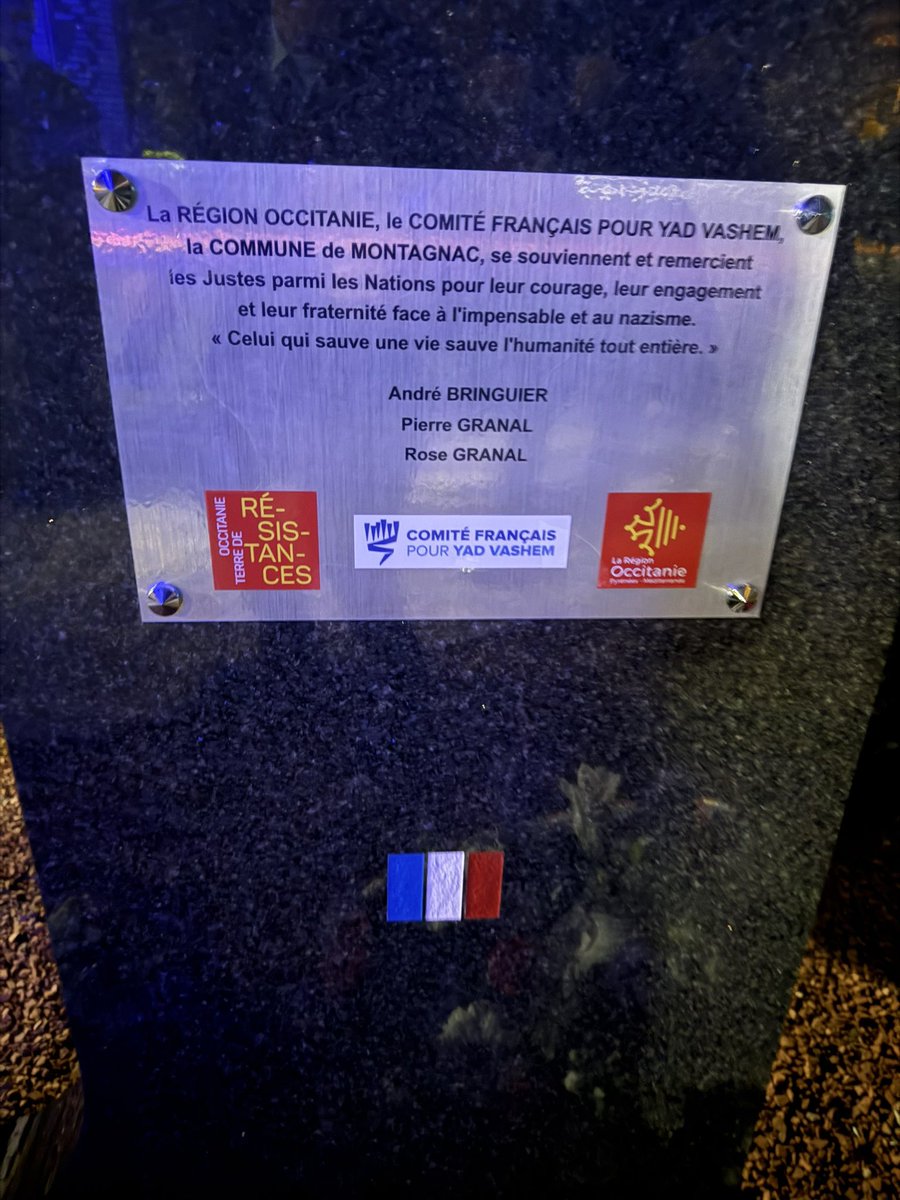 La RÉGION OCCITANIE, le COMITÉ FRANÇAIS POUR YAD VASHEM,
la COMMUNE de MONTAGNAC, se souviennent et remercient
les Justes parmi les Nations pour leur courage, leur engagement
et leur fraternité face à l'impensable et au nazisme.
« Celui qui sauve une vie sauve l'humanité tout entière. »
André BRINGUIER
Pierre GRANAL
Rose GRANAL
OCCITANIE
TERRE DE
RÉ-
SIS-
TAN-
CES
COMITÉ FRANÇAIS
POUR YAD VASHEM
La Région
Occitanie
Pyrénées - Méditerranée